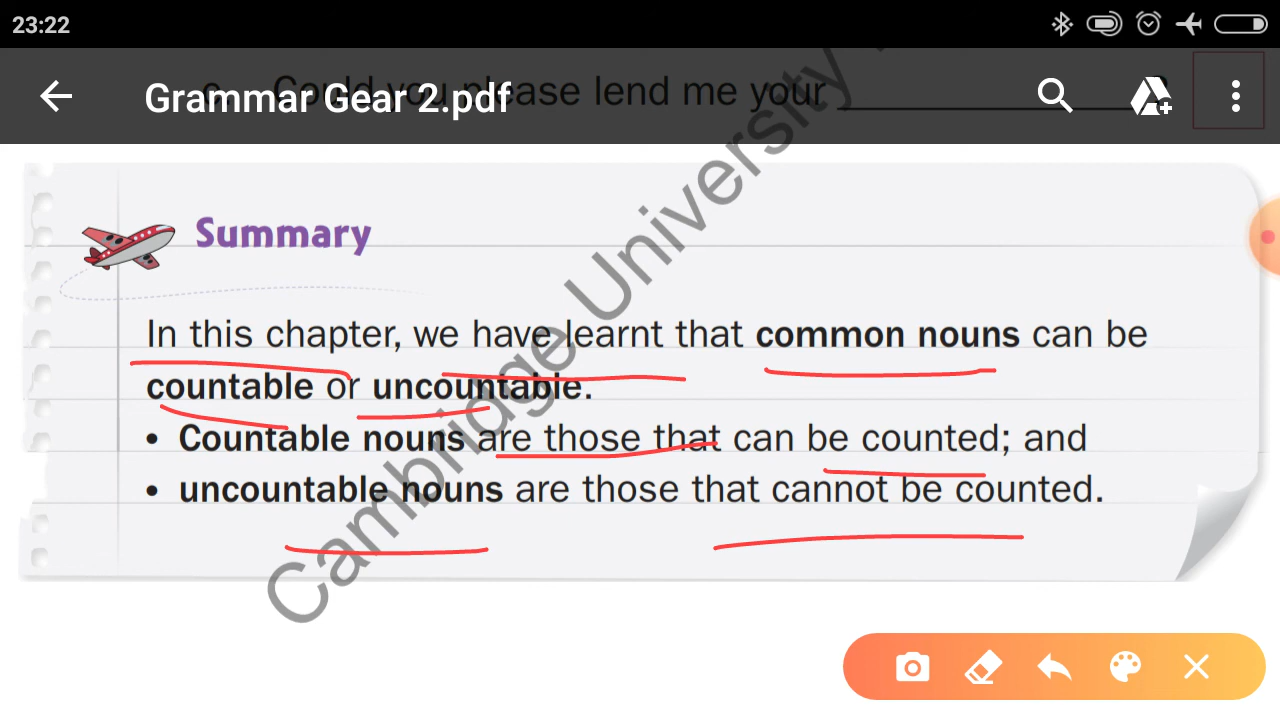 23:22
Could you please lend me your
Grammar Gear 2.pdf
Summary
In this chapter, we have learnt that common nouns can be
countable or uncountable.
• Countable nouns are those that can be counted; and
• uncountable nouns are those that cannot be counted.
Cambridge University